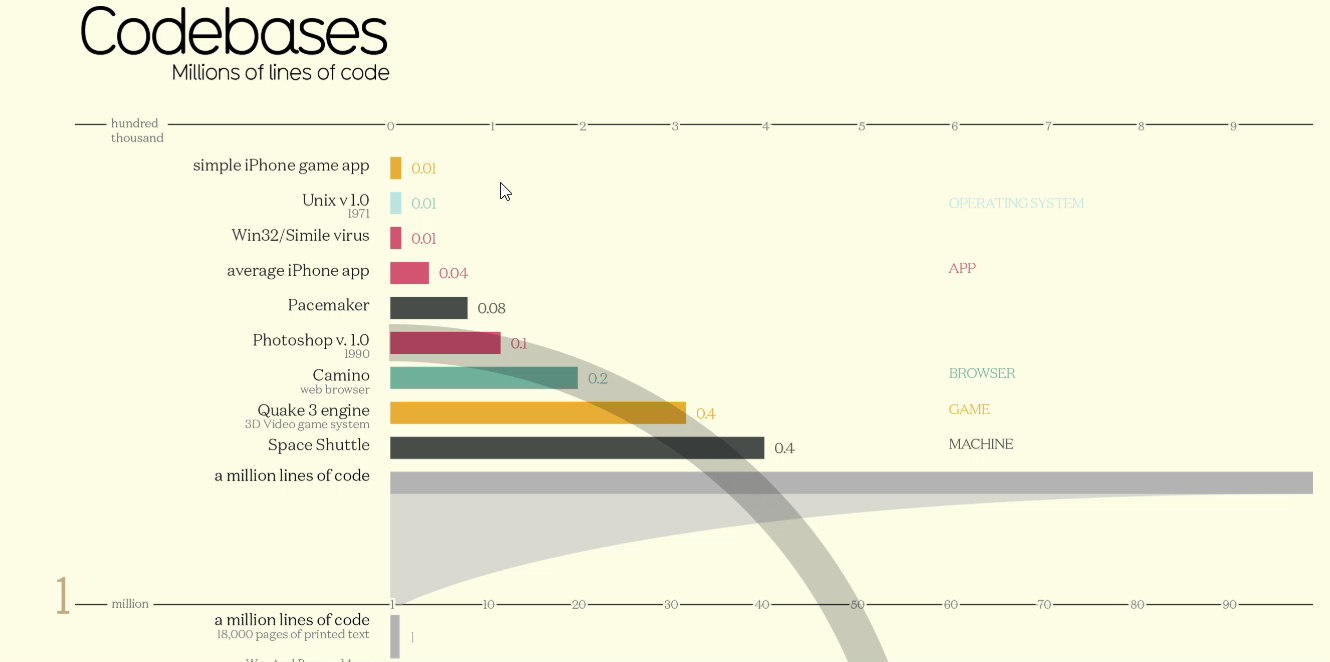 Codebases
Millions of lines of code
hundred
thousand
0 1 2 3 4 5 6 7 8 9
simple iPhone game app 0.01
Unix v 1.0 0.01 OPERATING SYSTEM
1971
Win32/Simile virus 0.01
average iPhone app 0.04 APP
Pacemaker 0.08
Photoshop v. 1.0 0.1
1990
Camino 0.2 BROWSER
web browser
Quake 3 engine 0.4 GAME
3D Video game system
Space Shuttle 0.4 MACHINE
a million lines of code
1 million 1 10 20 30 40 50 60 70 80 90
a million lines of code
18,000 pages of printed text 1